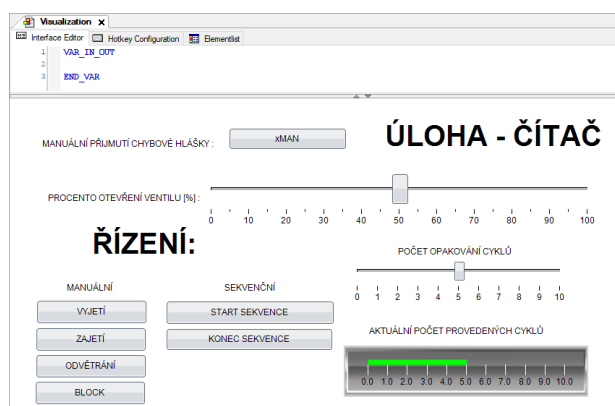 Visualization X
Interface Editor Hotkey Configuration Elementlist
1 VAR_IN_OUT
2
3 END_VAR
MANUÁLNÍ PŘIJMUTÍ CHYBOVÉ HLÁŠKY : xMAN ÚLOHA - ČÍTAČ
PROCENTO OTEVŘENÍ VENTILU [%] :
0 10 20 30 40 50 60 70 80 90 100
ŘÍZENÍ:
POČET OPAKOVÁNÍ CYKLŮ
0 1 2 3 4 5 6 7 8 9 10
MANUÁLNÍ SEKVENČNÍ
VYJETÍ START SEKVENCE
ZAJETÍ KONEC SEKVENCE
ODVĚTRÁNÍ
BLOCK
AKTUÁLNÍ POČET PROVEDENÝCH CYKLŮ
0.0 1.0 2.0 3.0 4.0 5.0 6.0 7.0 8.0 9.0 10.0